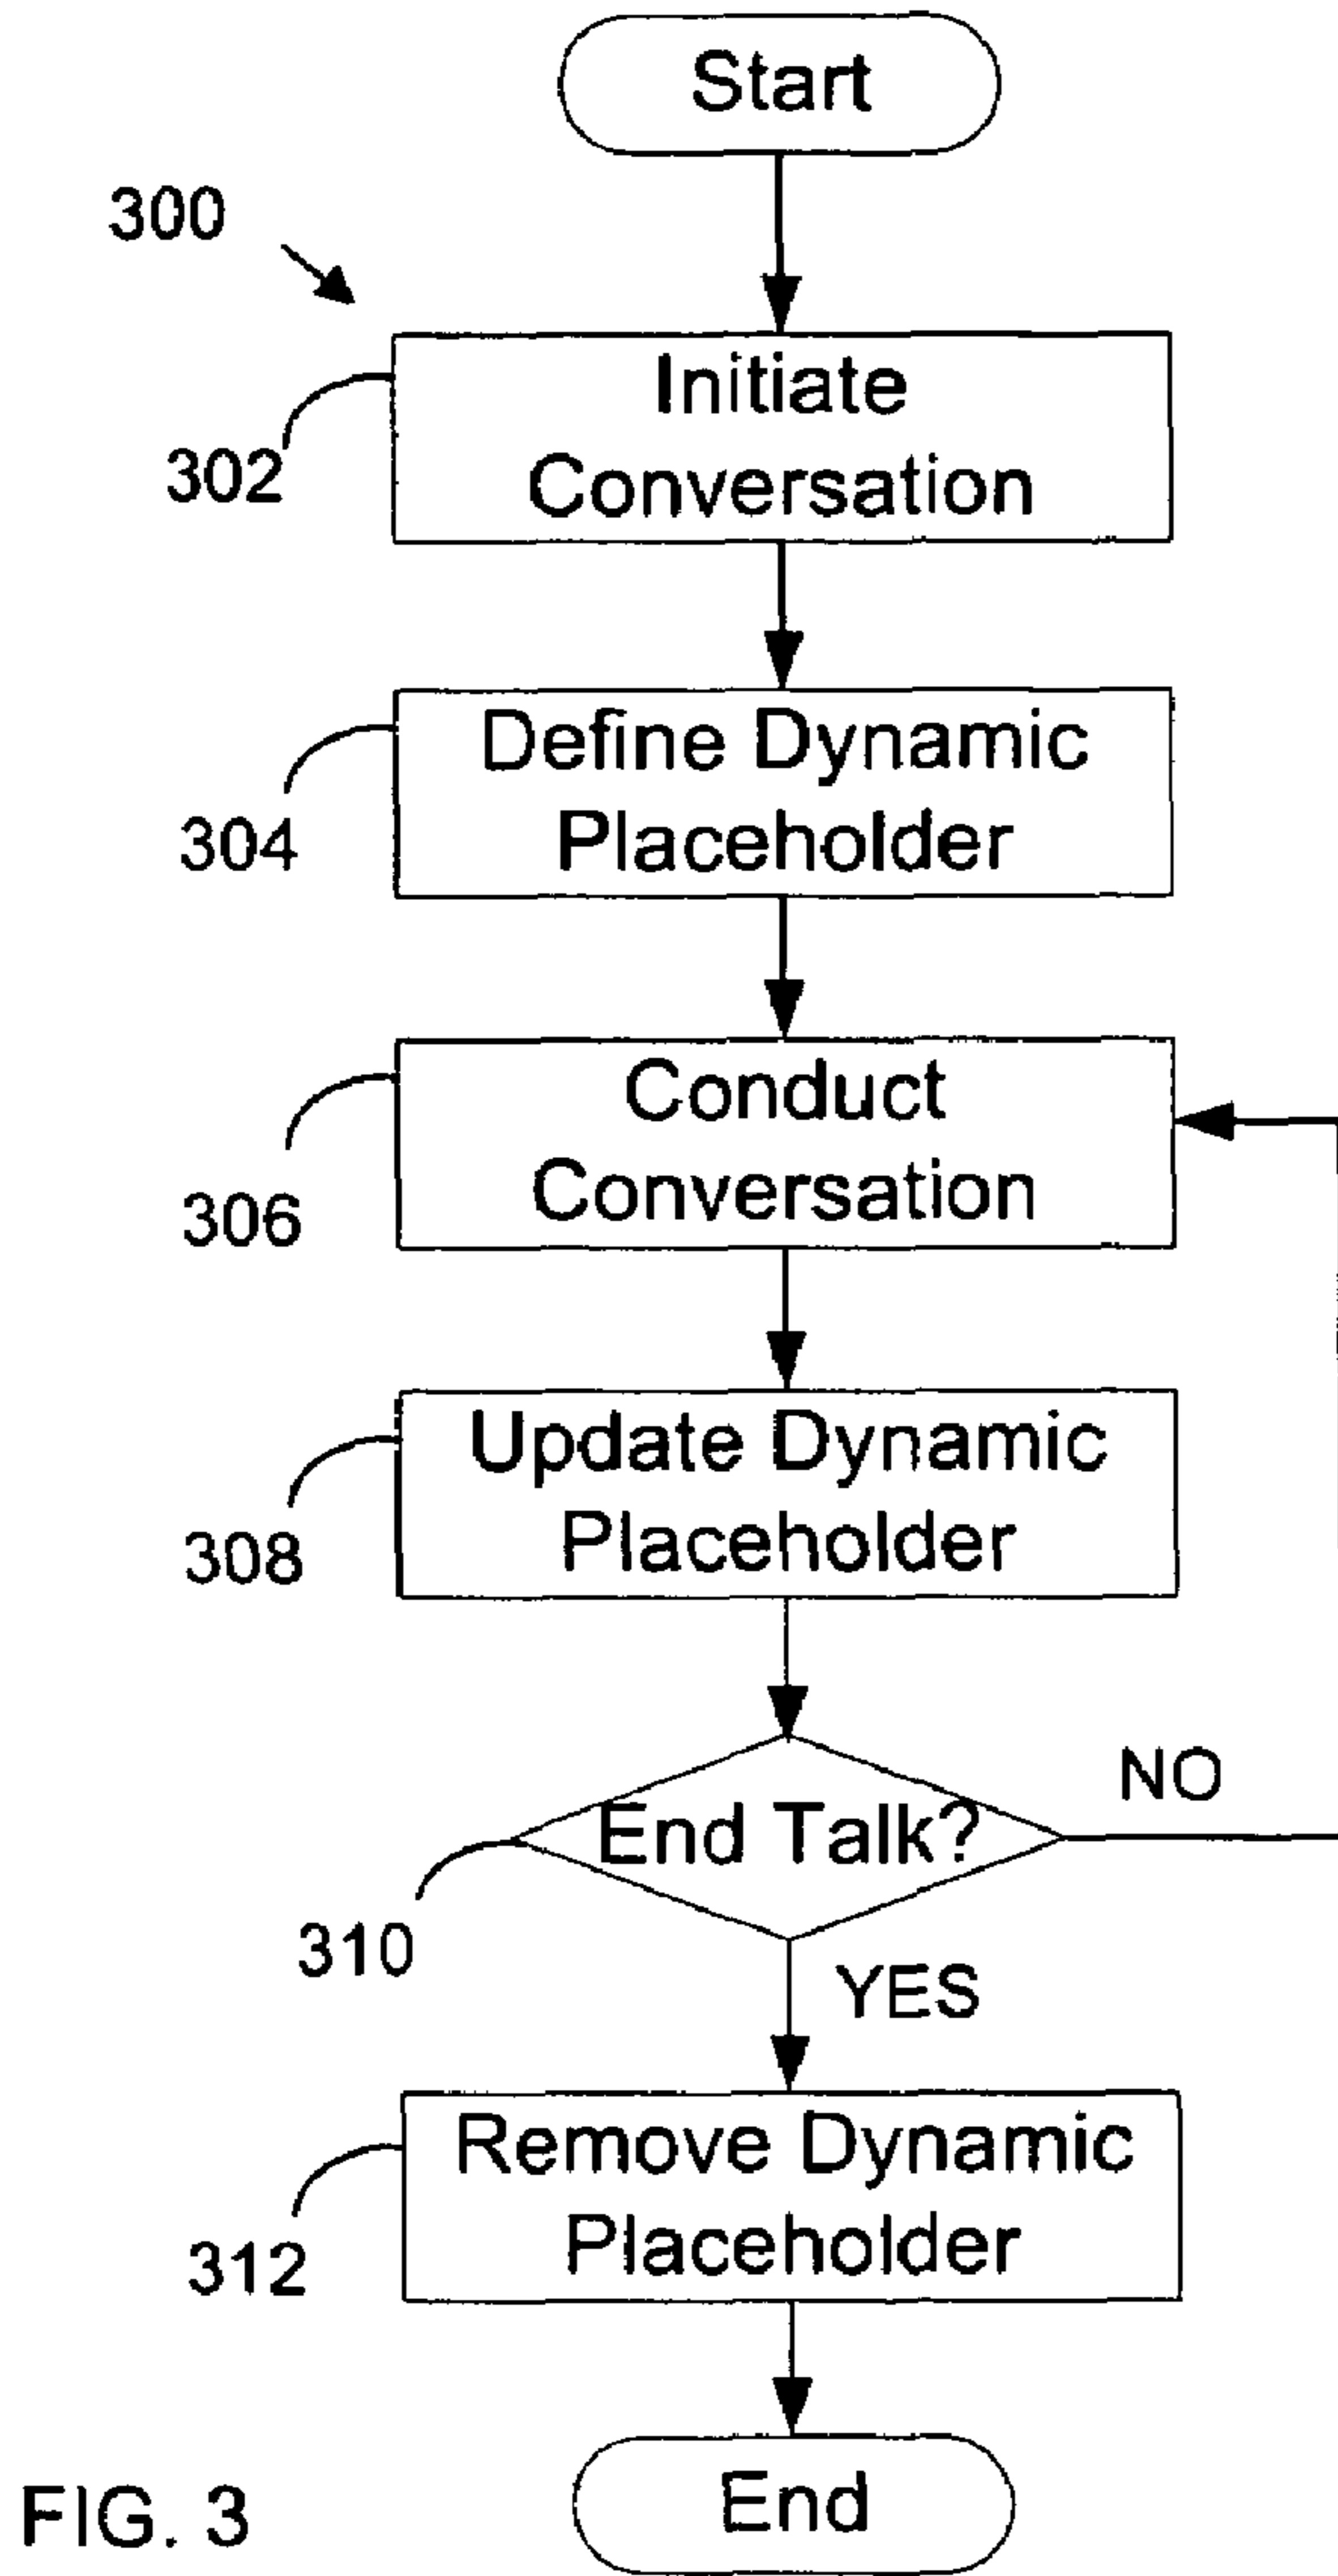 Start
300
Initiate
Conversation
302
Define Dynamic
Placeholder
304
Conduct
Conversation
306
Update Dynamic
Placeholder
308
End Talk?
NO
310
YES
Remove Dynamic
Placeholder
312
End
FIG. 3